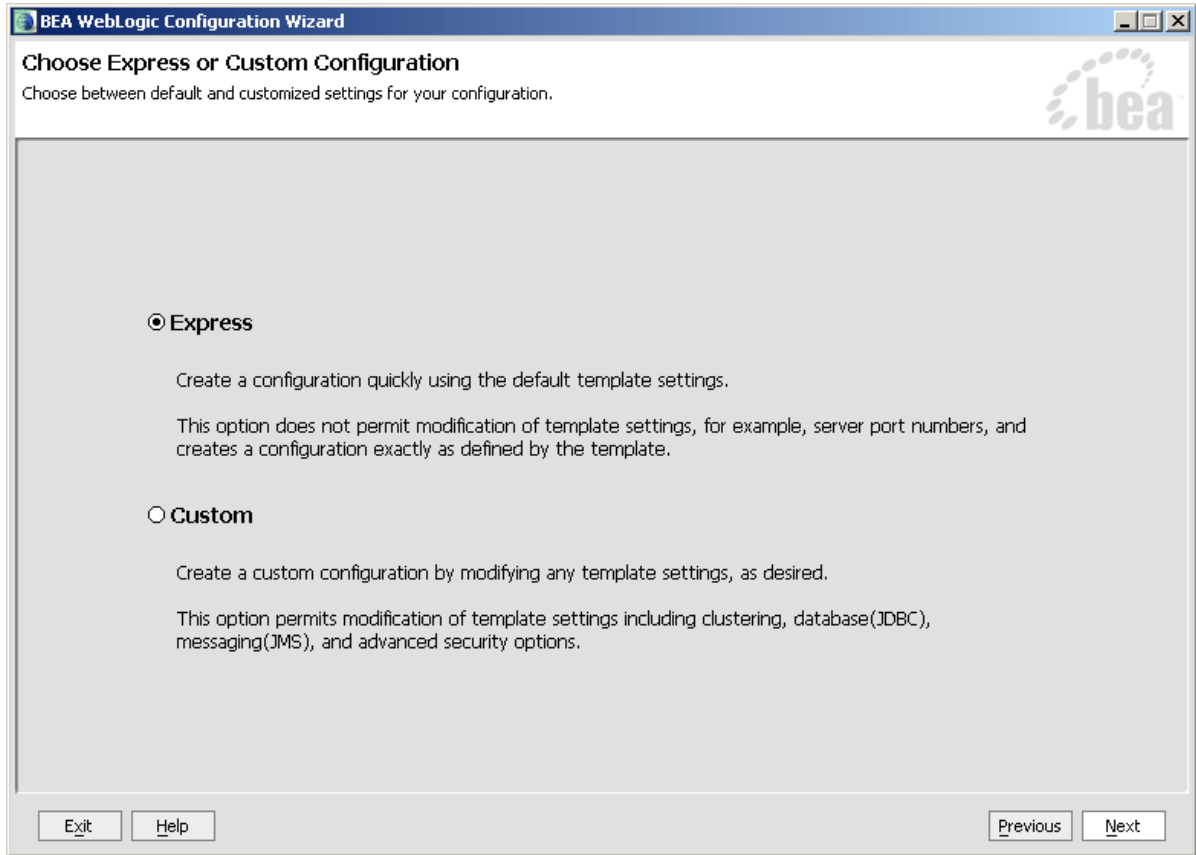 BEA WebLogic Configuration Wizard
Choose Express or Custom Configuration
Choose between default and customized settings for your configuration.
bea
Express
Create a configuration quickly using the default template settings.
This option does not permit modification of template settings, for example, server port numbers, and
creates a configuration exactly as defined by the template.
Custom
Create a custom configuration by modifying any template settings, as desired.
This option permits modification of template settings including clustering, database(JDBC),
messaging(JMS), and advanced security options.
Exit Help Previous Next